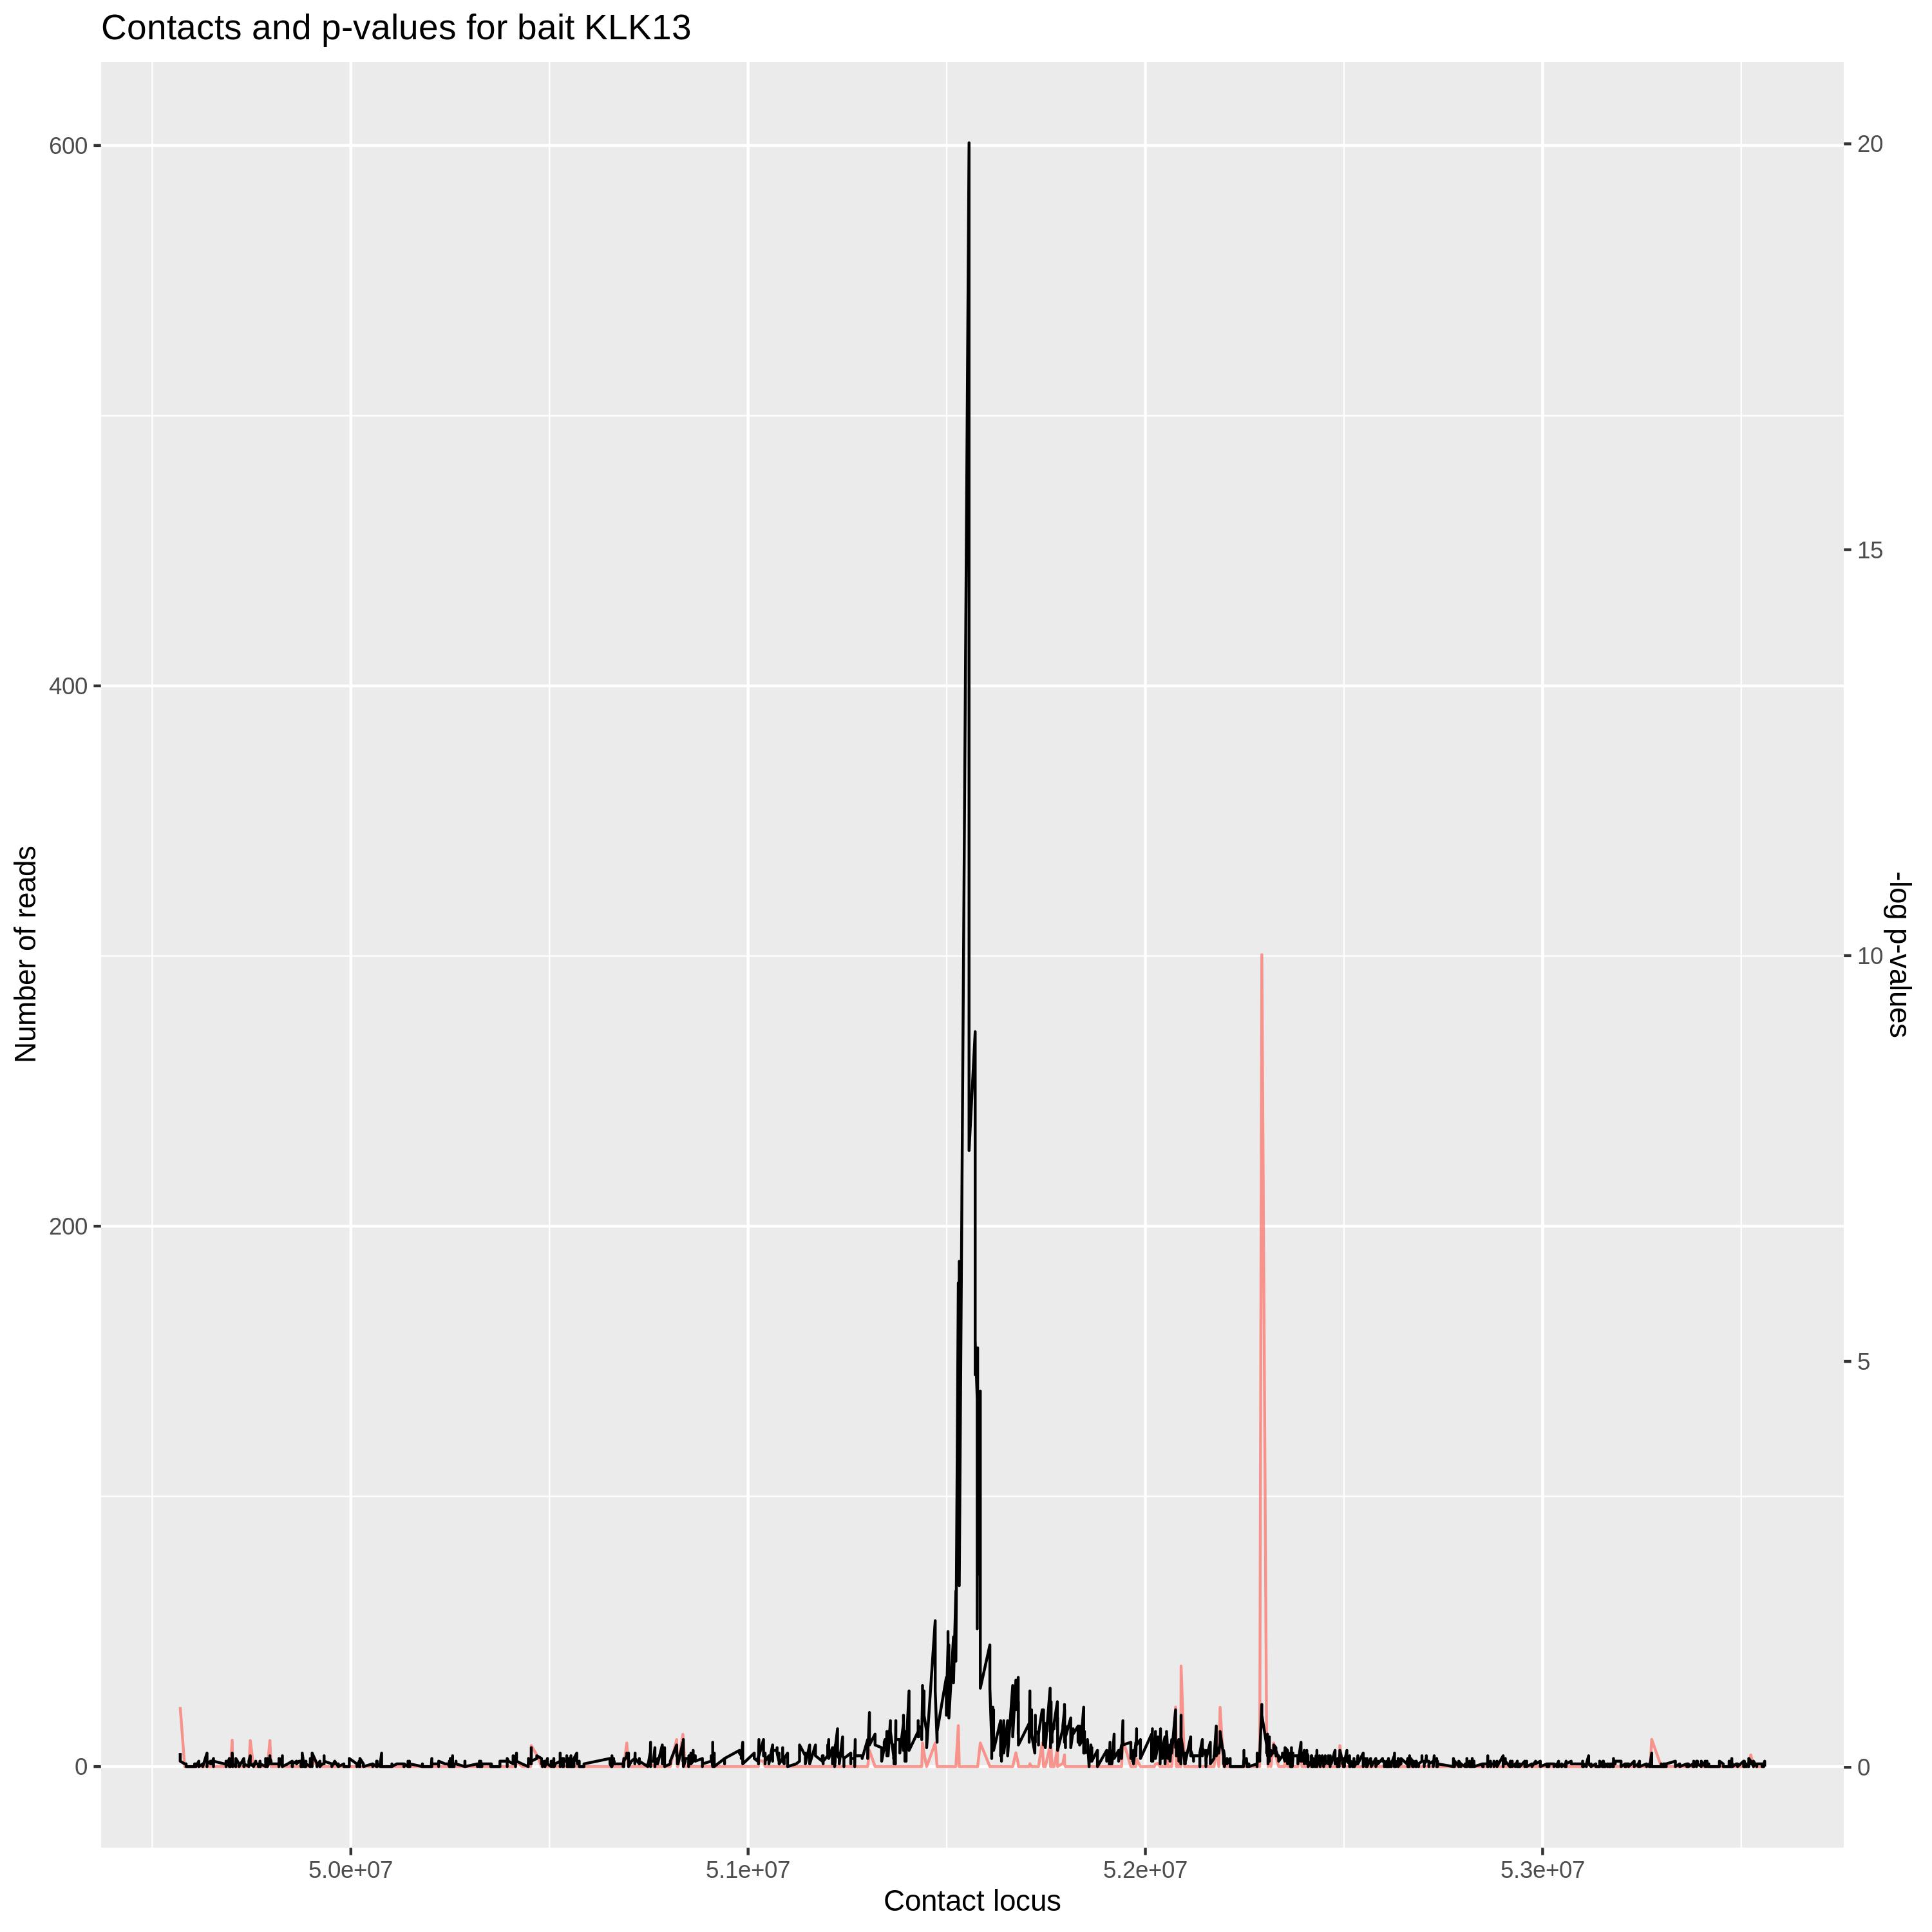 Contacts and p-values for bait KLK13
600
400
200
0
Number of reads
20
15
10
5
0
-log p-values
5.0e+07
5.1e+07
5.2e+07
5.3e+07
Contact locus